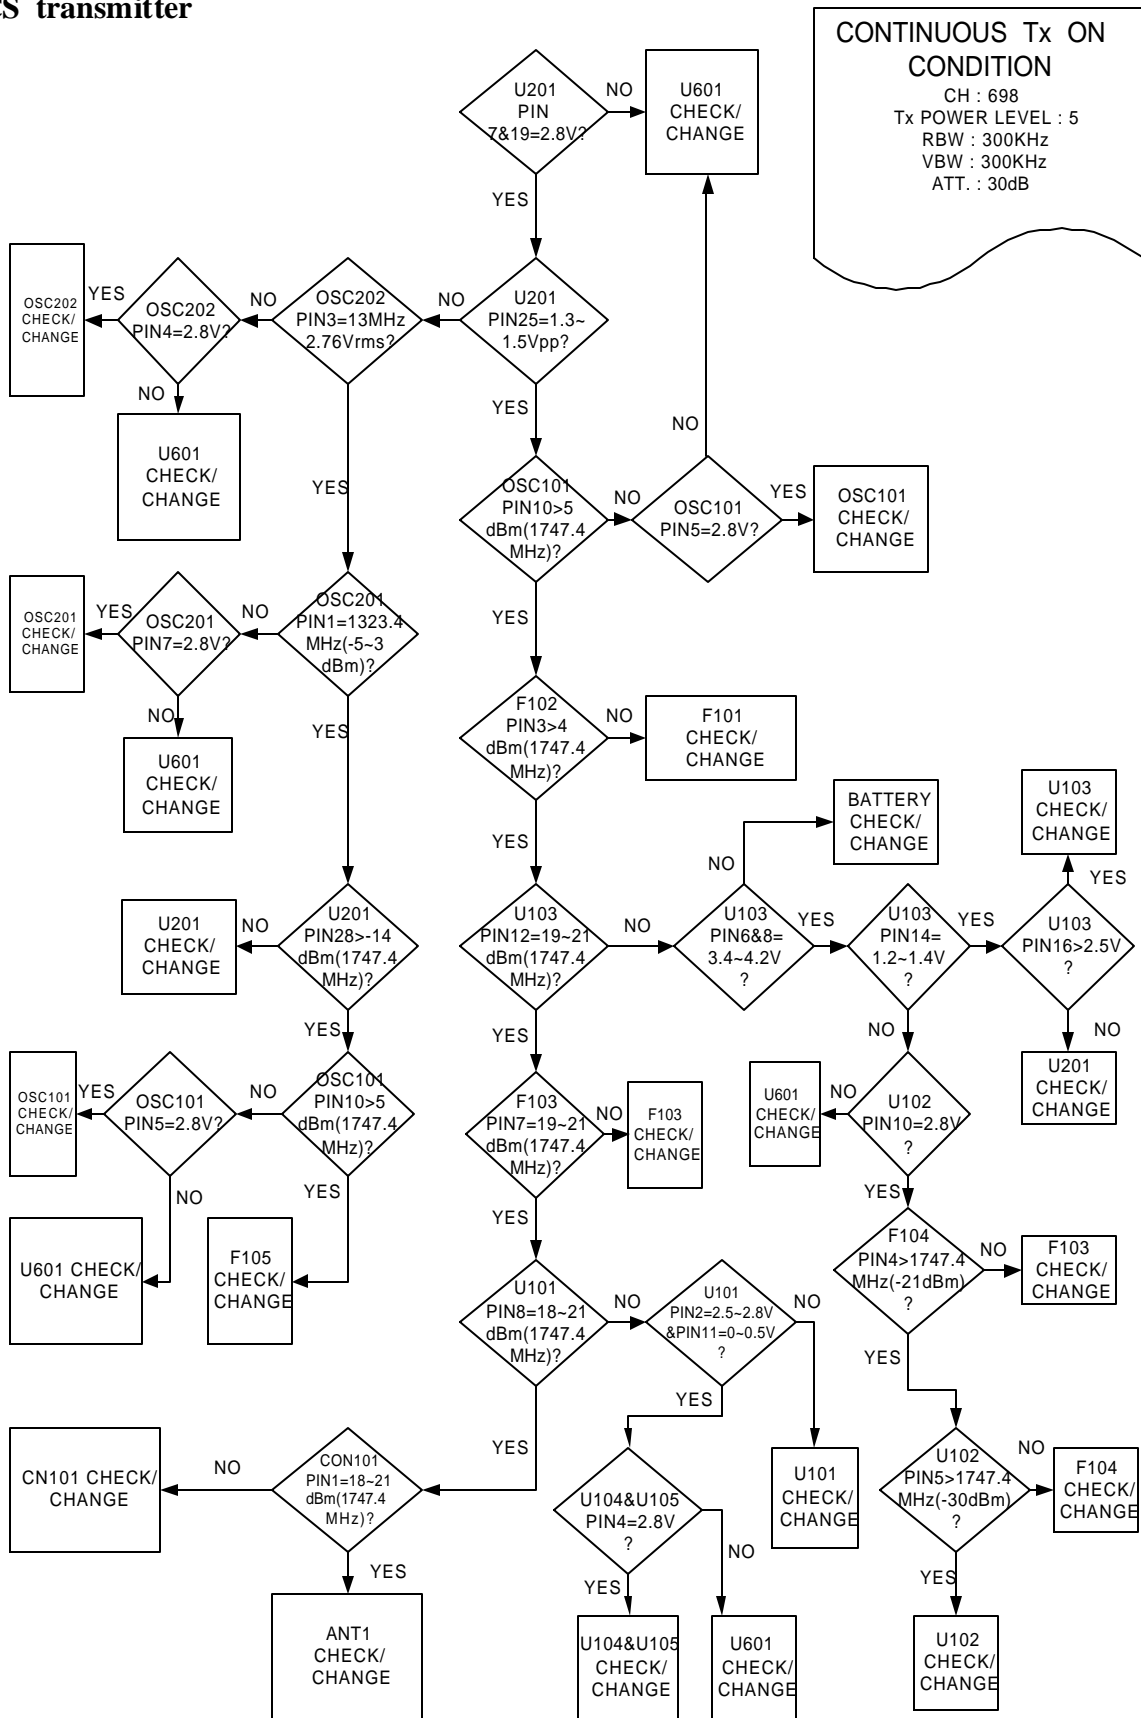 CS transmitter
CONTINUOUS Tx ON
CONDITION
CH : 698
Tx POWER LEVEL : 5
RBW : 300KHz
VBW : 300KHz
ATT. : 30dB
U201
PIN
7&19=2.8V?
NO
U601
CHECK/
CHANGE
YES
OSC202
CHECK/
CHANGE
YES
OSC202
PIN4=2.8V?
NO
OSC202
PIN3=13MHz
2.76Vrms?
NO
U201
PIN25=1.3~
1.5Vpp?
NO
U601
CHECK/
CHANGE
YES
YES
NO
OSC101
PIN10>5
dBm(1747.4
MHz)?
NO
OSC101
PIN5=2.8V?
YES
OSC101
CHECK/
CHANGE
OSC201
CHECK/
CHANGE
YES
OSC201
PIN7=2.8V?
NO
OSC201
PIN1=1323.4
MHz(-5~3
dBm)?
YES
NO
U601
CHECK/
CHANGE
YES
F102
PIN3>4
dBm(1747.4
MHz)?
NO
F101
CHECK/
CHANGE
YES
BATTERY
CHECK/
CHANGE
NO
U103
CHECK/
CHANGE
YES
U201
CHECK/
CHANGE
NO
U201
PIN28>-14
dBm(1747.4
MHz)?
U103
PIN12=19~21
dBm(1747.4
MHz)?
NO
U103
PIN6&8=
3.4~4.2V
?
YES
U103
PIN14=
1.2~1.4V
?
YES
U103
PIN16>2.5V
?
YES
YES
NO
NO
U201
CHECK/
CHANGE
OSC101
CHECK/
CHANGE
YES
OSC101
PIN5=2.8V?
NO
OSC101
PIN10>5
dBm(1747.4
MHz)?
F103
PIN7=19~21
dBm(1747.4
MHz)?
NO
F103
CHECK/
CHANGE
U601
CHECK/
CHANGE
NO
U102
PIN10=2.8V
?
NO
YES
YES
YES
U601 CHECK/
CHANGE
F105
CHECK/
CHANGE
U101
PIN8=18~21
dBm(1747.4
MHz)?
NO
U101
PIN2=2.5~2.8V
&PIN11=0~0.5V
?
NO
F104
PIN4>1747.4
MHz(-21dBm)
?
NO
F103
CHECK/
CHANGE
YES
YES
YES
CN101 CHECK/
CHANGE
NO
CON101
PIN1=18~21
dBm(1747.4
MHz)?
U104&U105
PIN4=2.8V
?
U101
CHECK/
CHANGE
U102
PIN5>1747.4
MHz(-30dBm)
?
NO
F104
CHECK/
CHANGE
YES
YES
NO
YES
ANT1
CHECK/
CHANGE
U104&U105
CHECK/
CHANGE
U601
CHECK/
CHANGE
U102
CHECK/
CHANGE